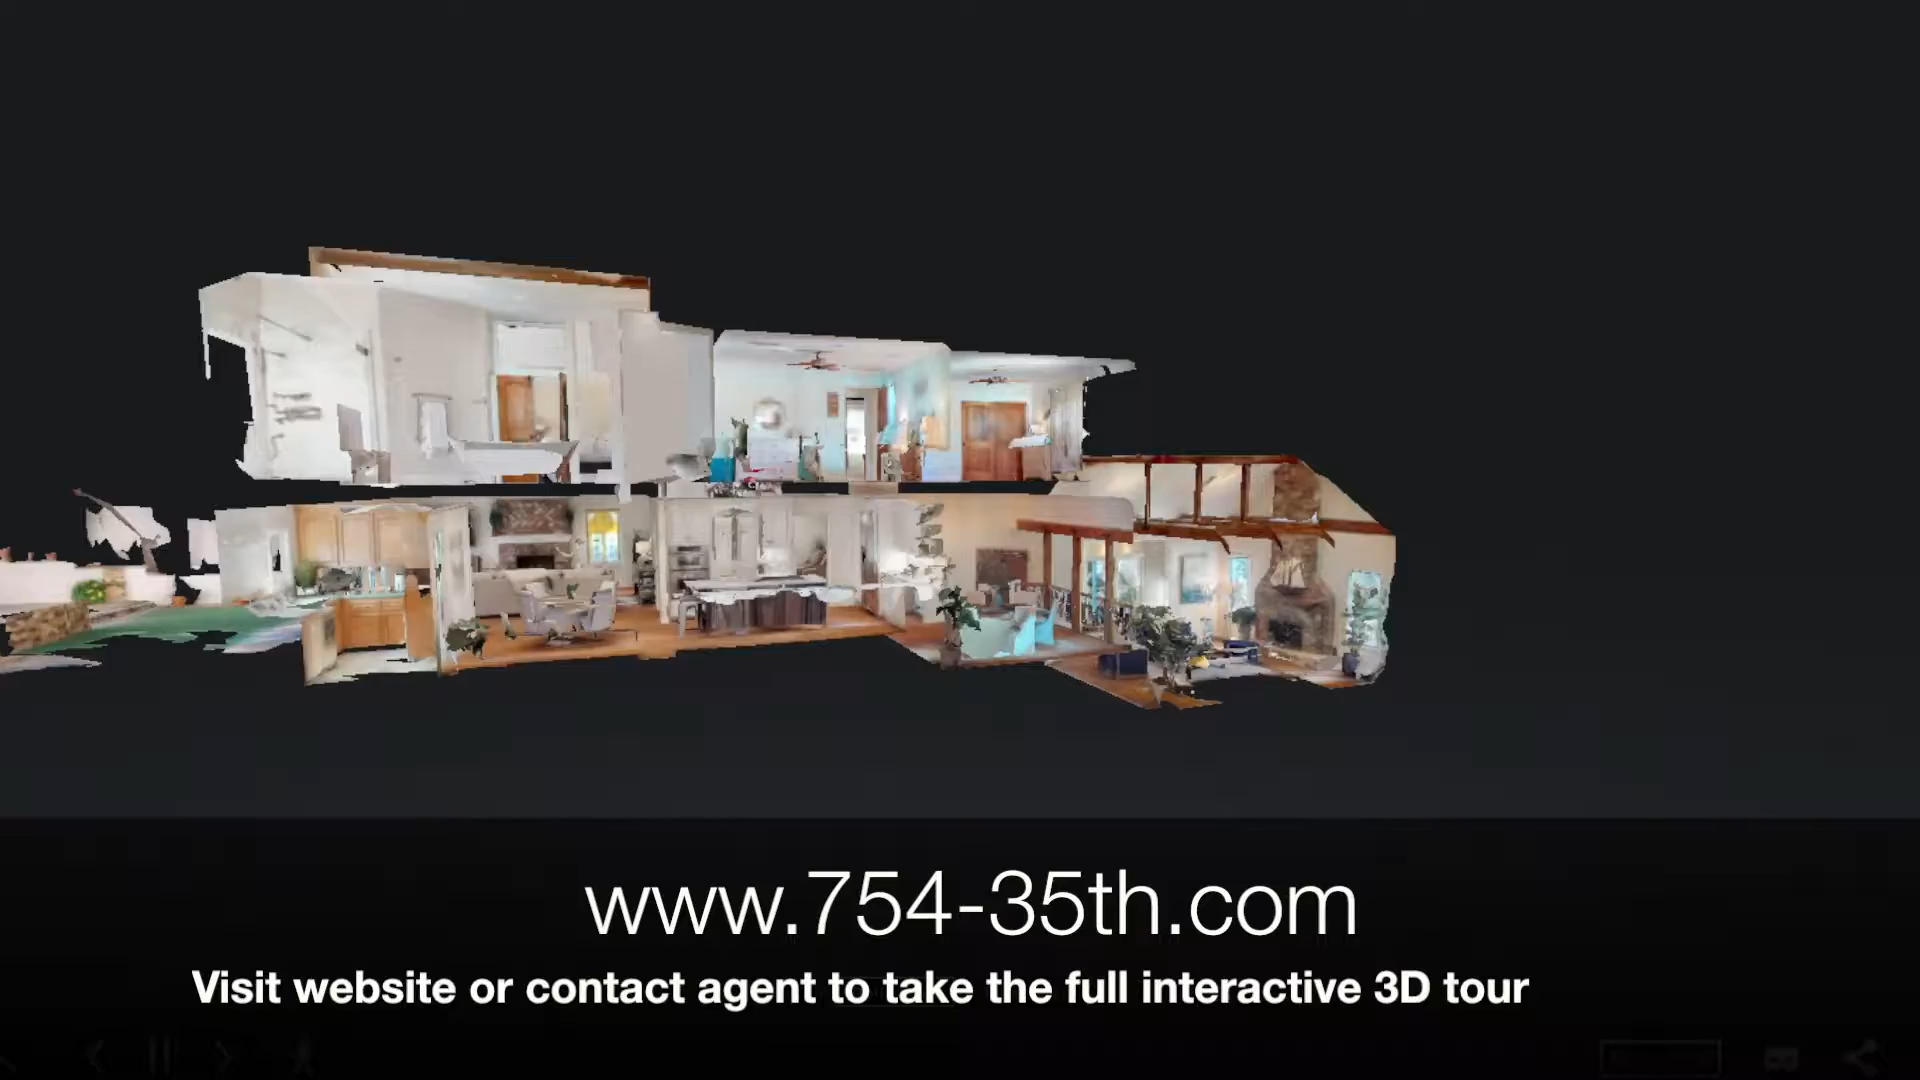 www.754-35th.com
Visit website or contact agent to take the full interactive 3D tour